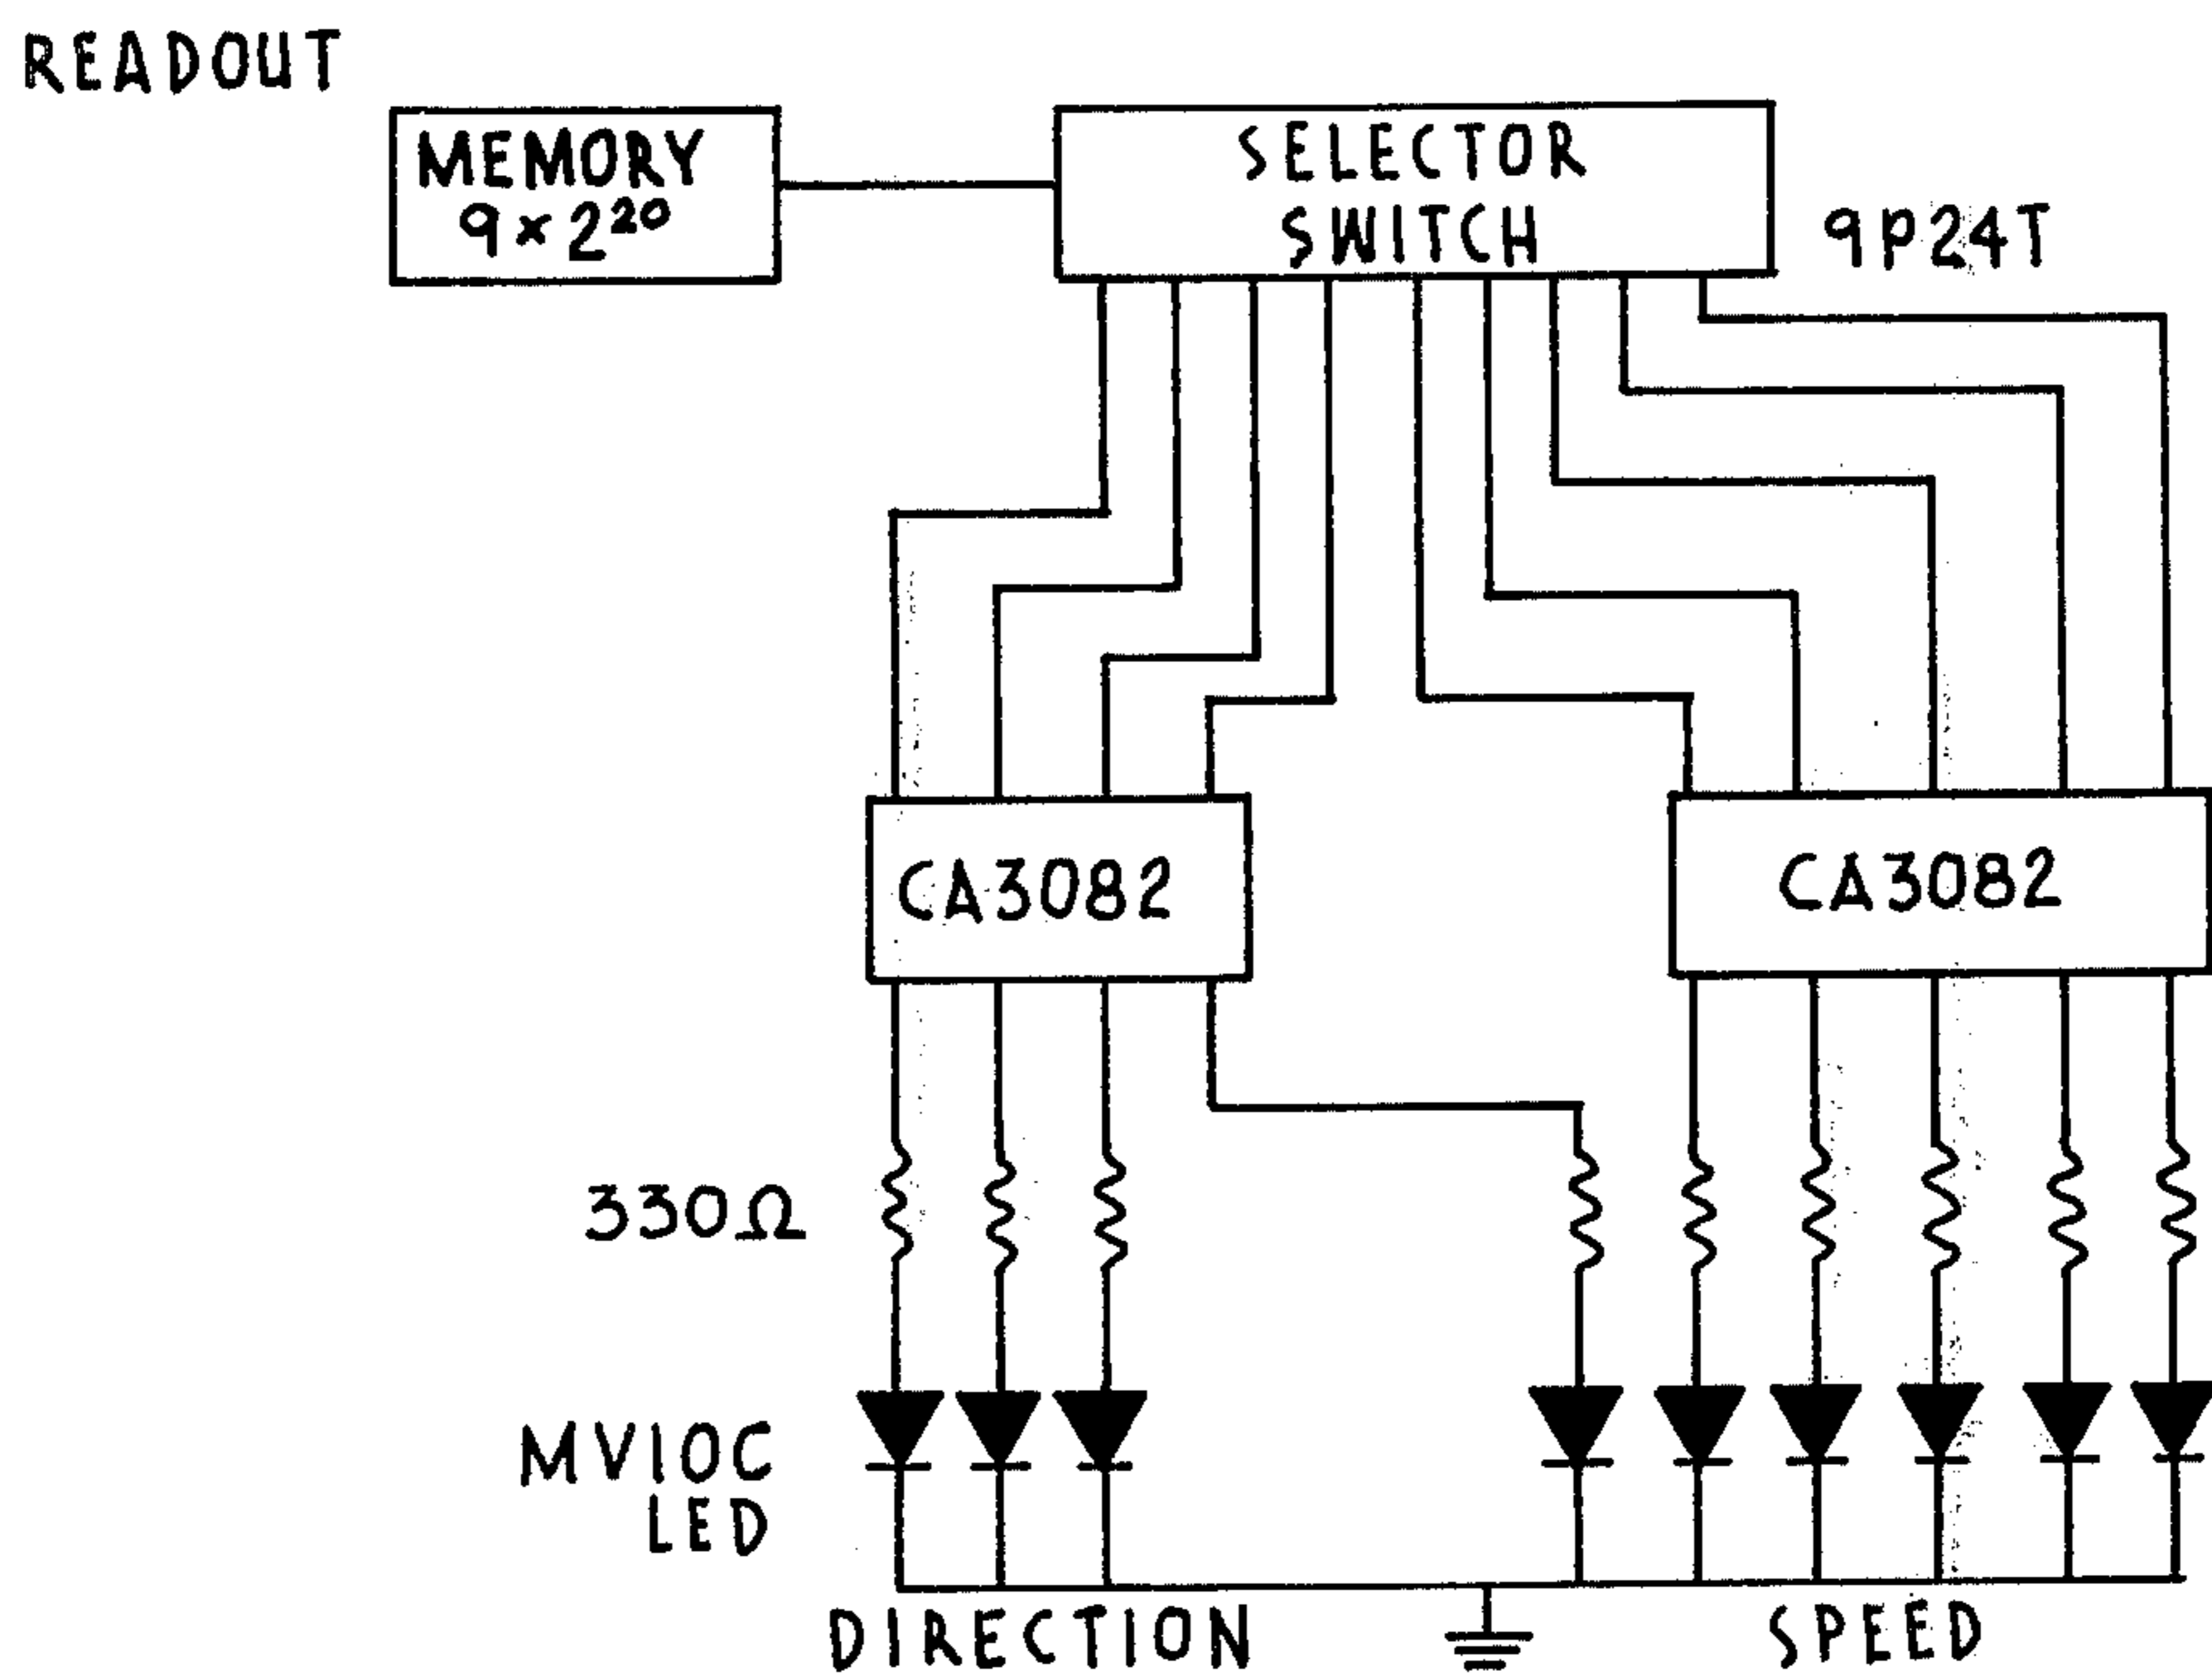 READOUT
MEMORY
9 × 2²⁰
SELECTOR
SWITCH
9P24T
CA3082
CA3082
330Ω
MV10C
LED
DIRECTION
SPEED